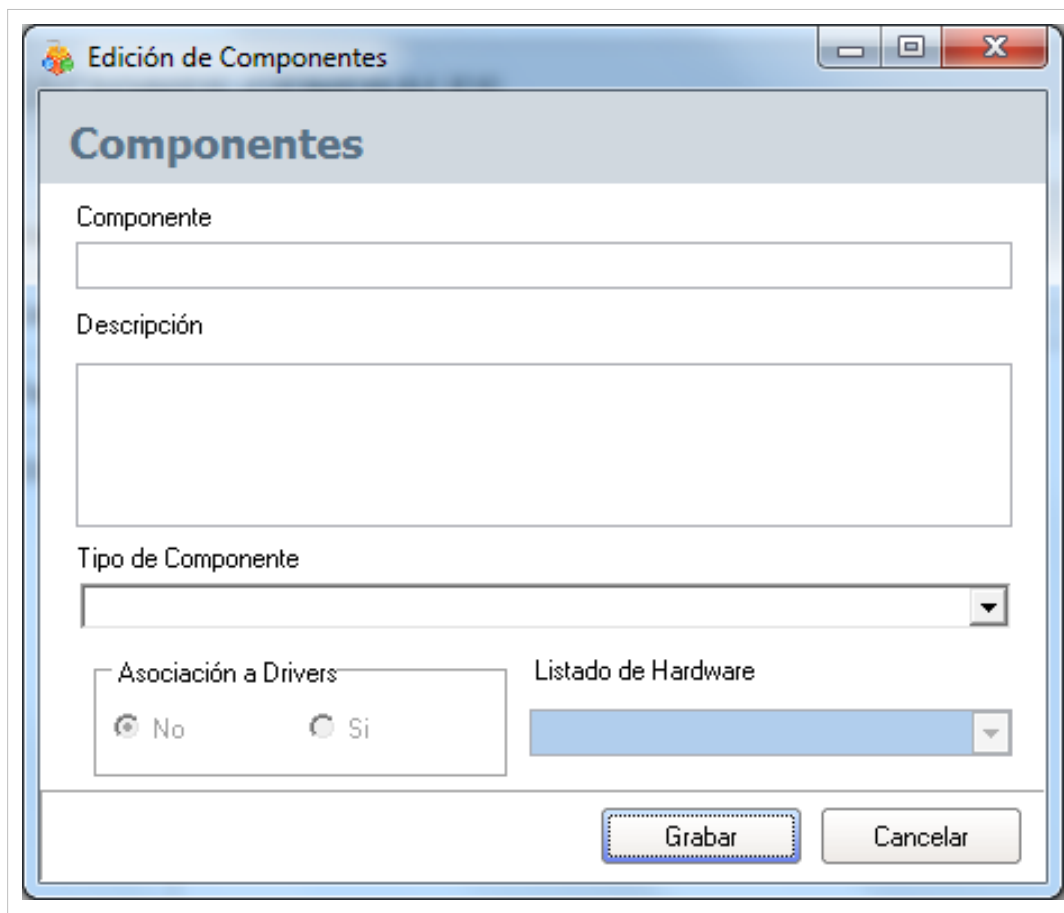 Edición de Componentes
Componentes
Componente
Descripción
Tipo de Componente
Asociación a Drivers
Listado de Hardware
No
Si
Grabar
Cancelar